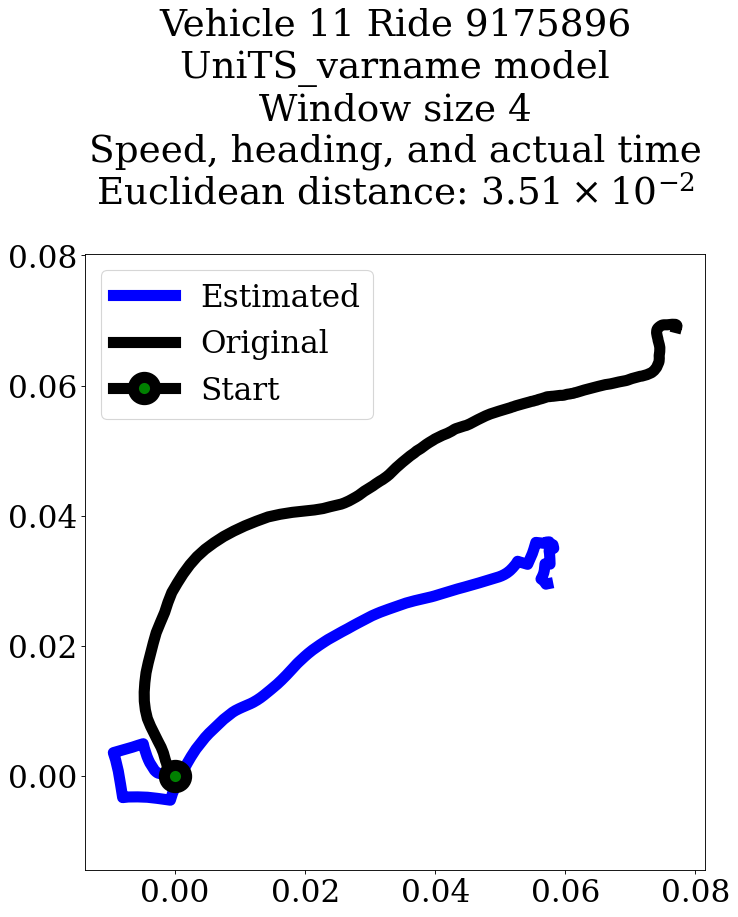 Vehicle 11 Ride 9175896
UniTS_varname model
Window size 4
Speed, heading, and actual time
Euclidean distance: 3.51 × 10⁻²
0.08
0.06
0.04
0.02
0.00
Estimated
Original
Start
0.00 0.02 0.04 0.06 0.08